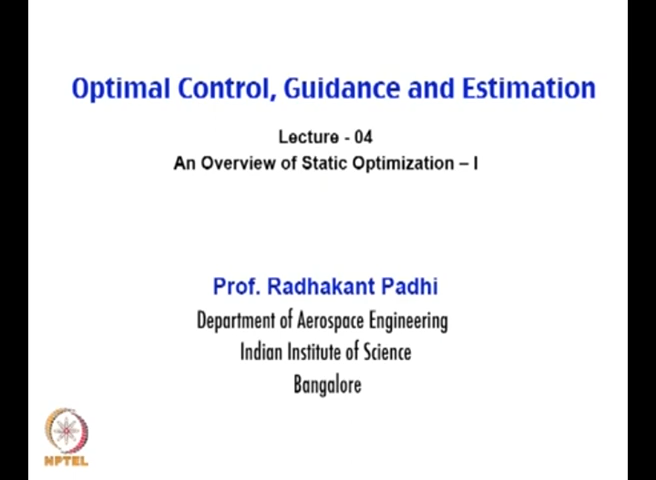 Optimal Control, Guidance and Estimation
Lecture - 04
An Overview of Static Optimization – I
Prof. Radhakant Padhi
Department of Aerospace Engineering
Indian Institute of Science
Bangalore
NPTEL